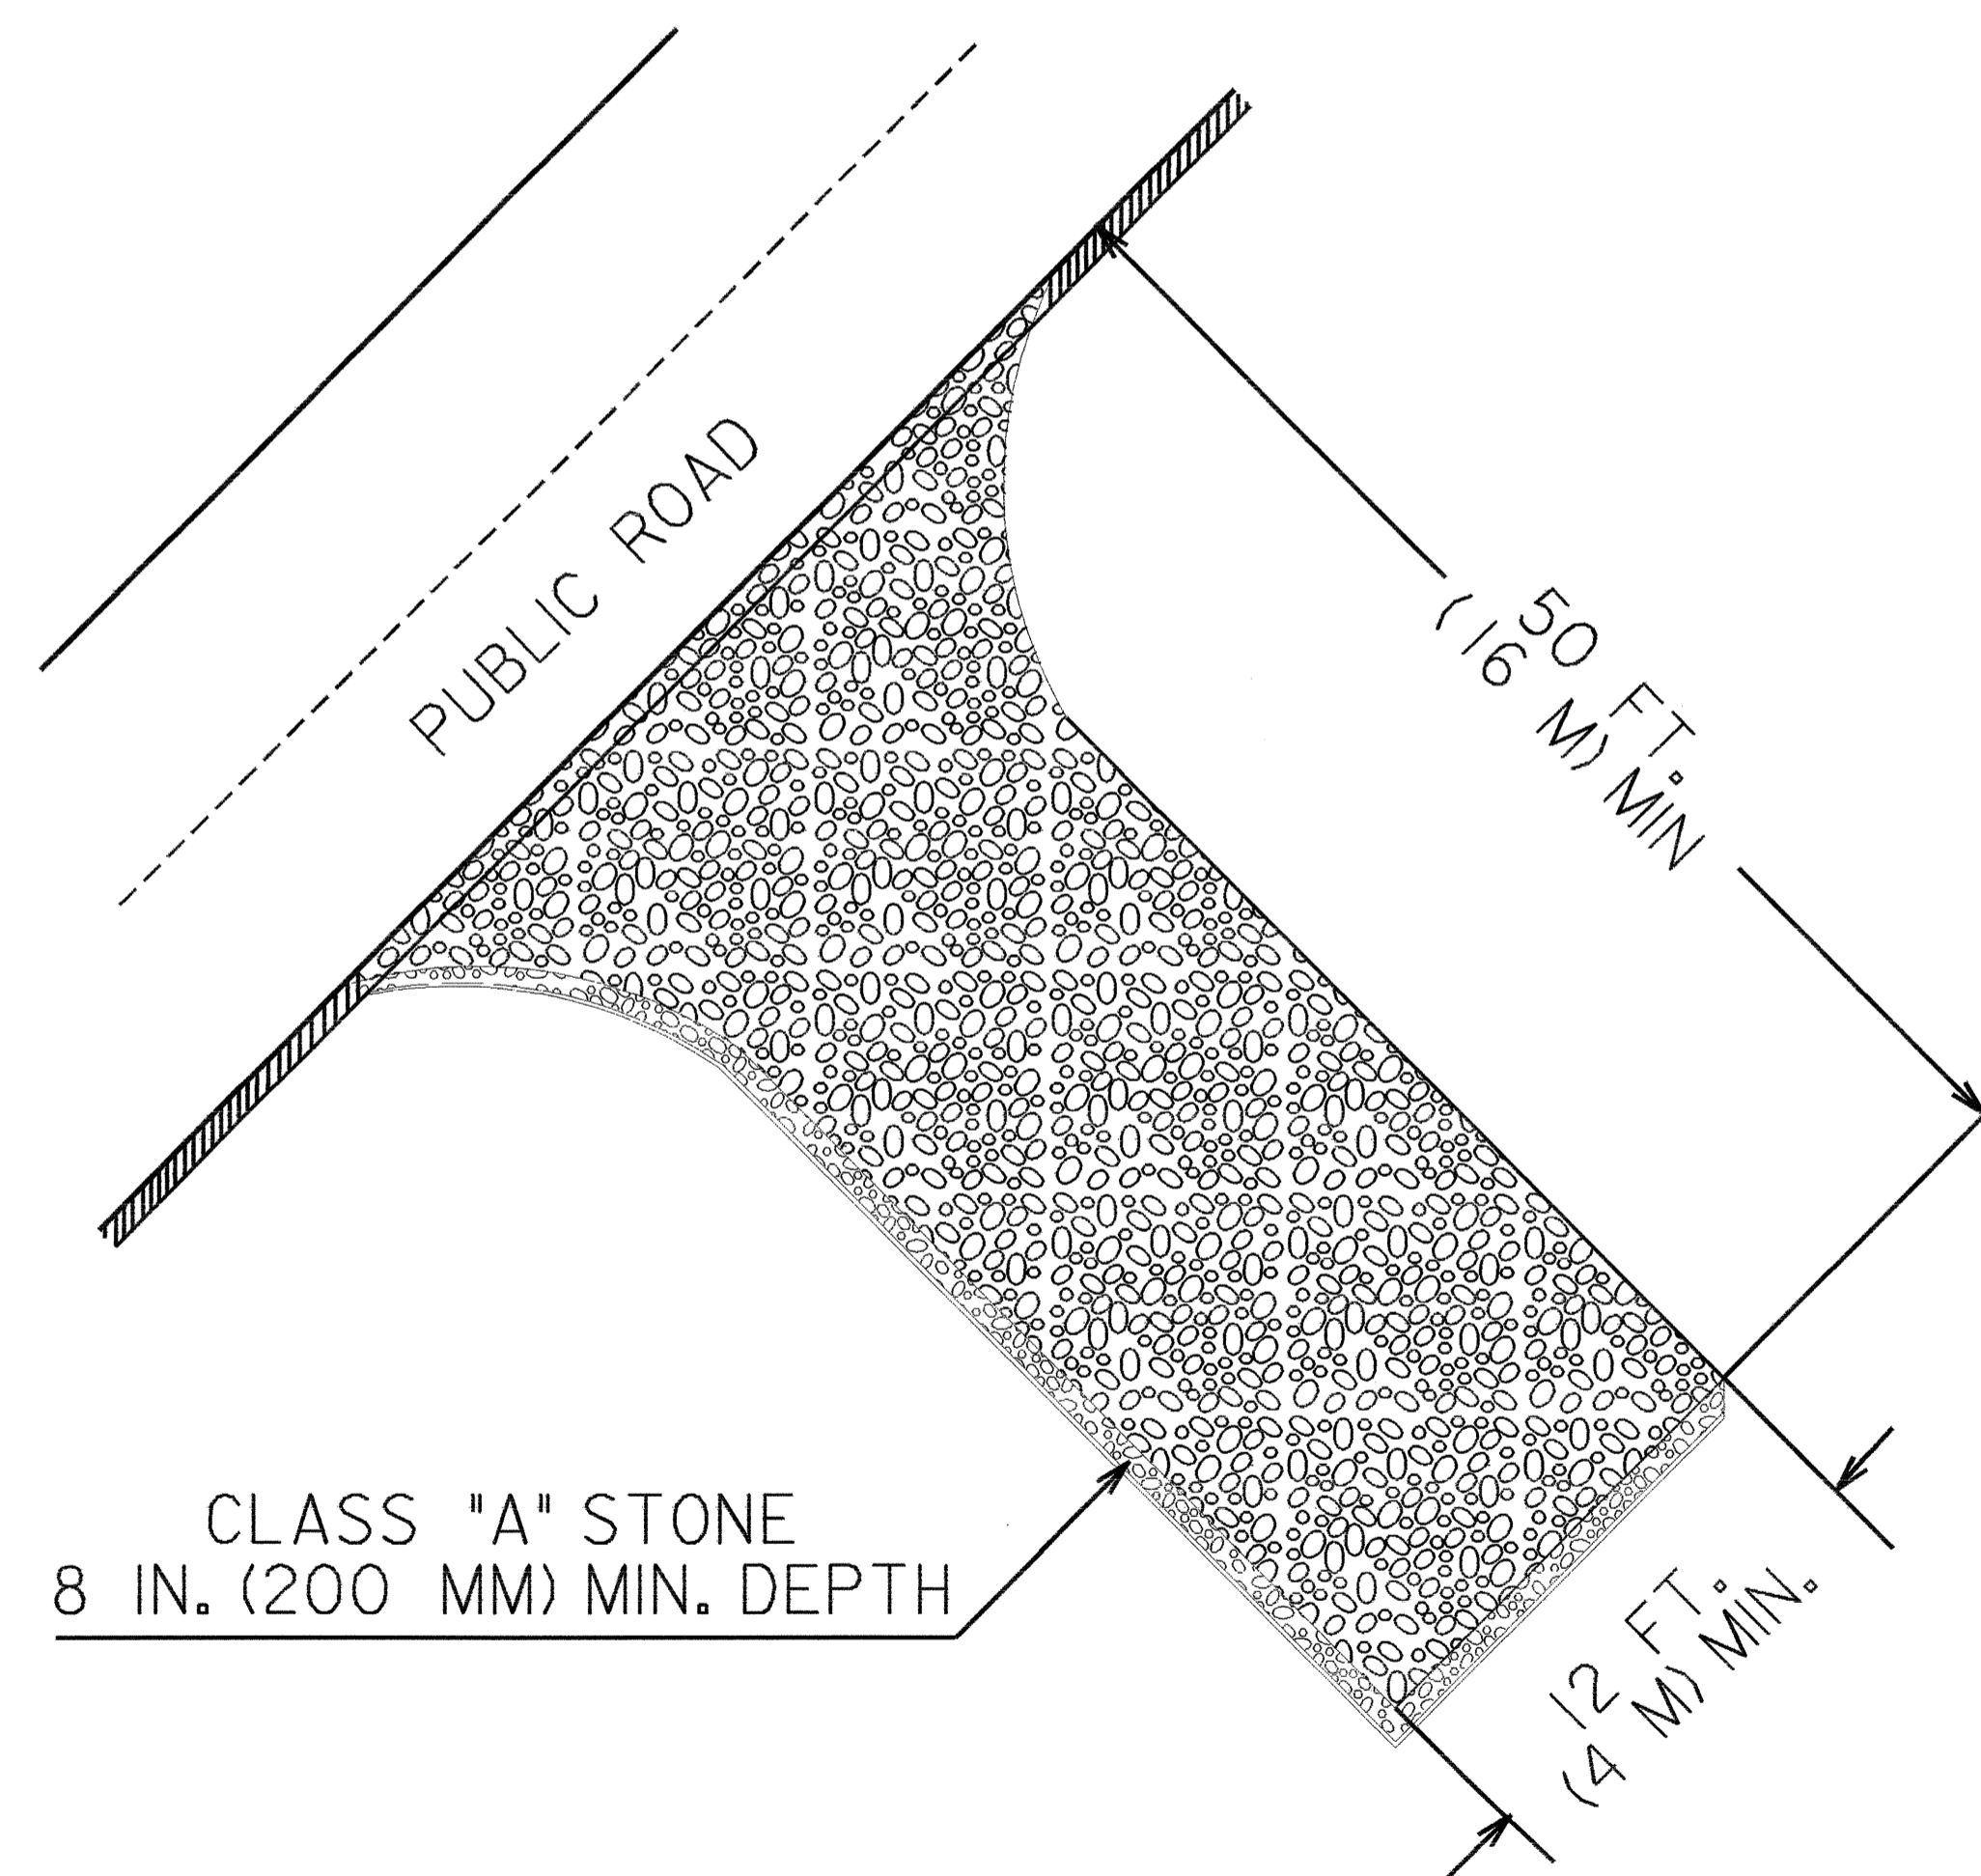 PUBLIC ROAD
50 FT.
(16 M) MIN
CLASS "A" STONE
8 IN. (200 MM) MIN. DEPTH
12 FT.
(4 M) MIN.